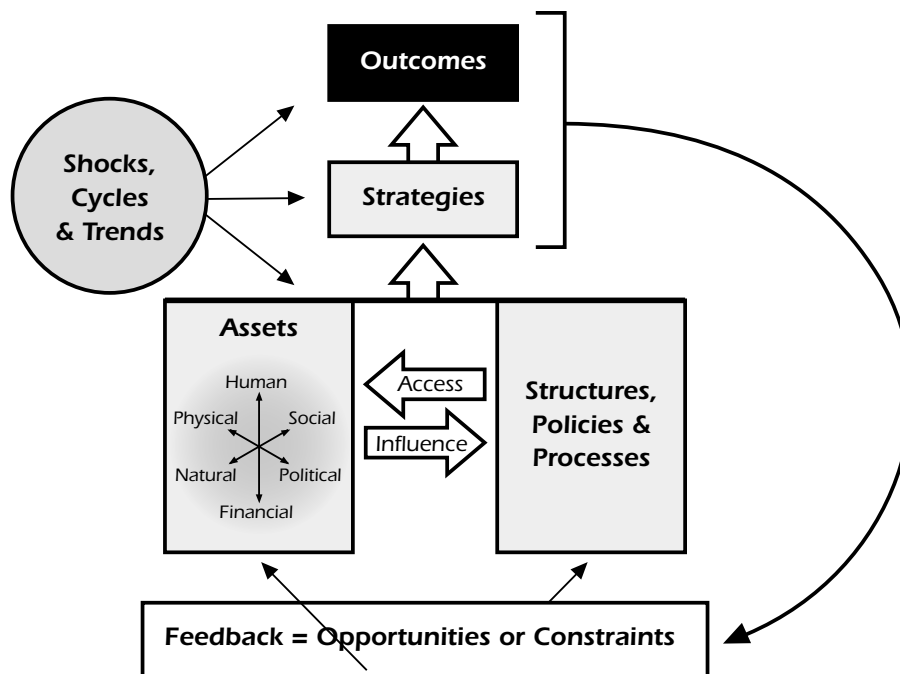 Outcomes
Shocks,
Cycles
& Trends
Strategies
Assets
Human
Physical
Social
Natural
Political
Financial
Access
Influence
Structures,
Policies &
Processes
Feedback = Opportunities or Constraints